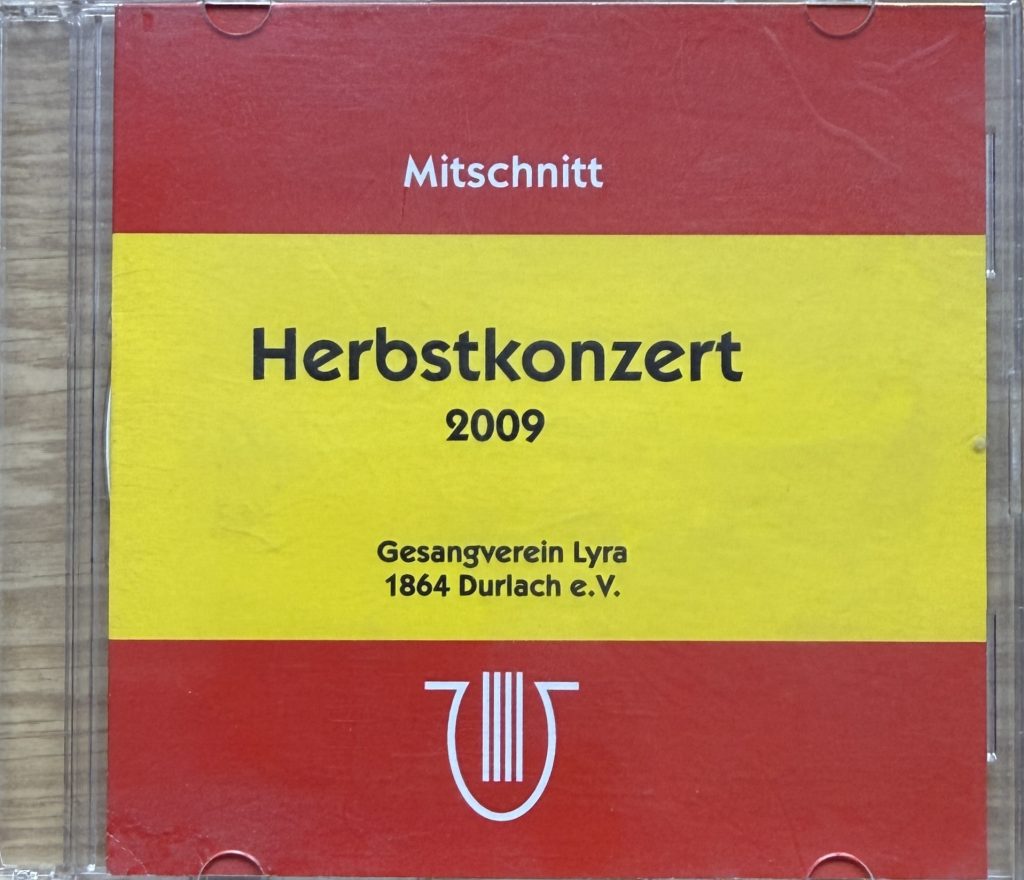 Mitschnitt
Herbstkonzert
2009
Gesangverein Lyra
1864 Durlach e.V.